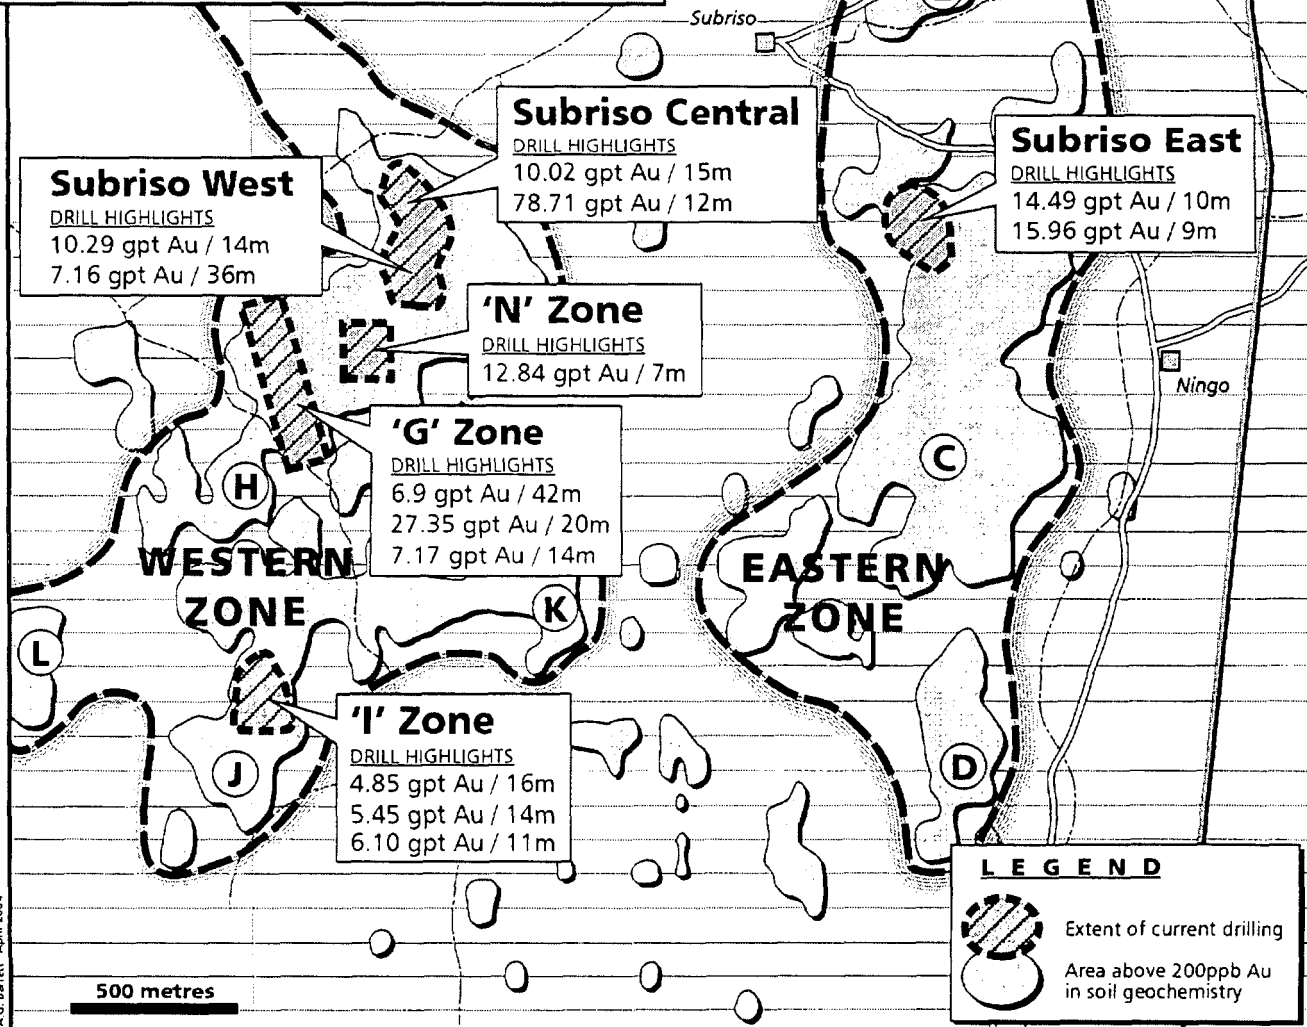 Subriso
Subriso Central
DRILL HIGHLIGHTS
10.02 gpt Au / 15m
78.71 gpt Au / 12m
Subriso East
DRILL HIGHLIGHTS
14.49 gpt Au / 10m
15.96 gpt Au / 9m
Subriso West
DRILL HIGHLIGHTS
10.29 gpt Au / 14m
7.16 gpt Au / 36m
'N' Zone
DRILL HIGHLIGHTS
12.84 gpt Au / 7m
Ningo
'G' Zone
DRILL HIGHLIGHTS
6.9 gpt Au / 42m
27.35 gpt Au / 20m
7.17 gpt Au / 14m
C
H
WESTERN
ZONE
EASTERN
ZONE
K
L
'I' Zone
DRILL HIGHLIGHTS
4.85 gpt Au / 16m
5.45 gpt Au / 14m
6.10 gpt Au / 11m
J
D
LEGEND
Extent of current drilling
Area above 200ppb Au
in soil geochemistry
500 metres